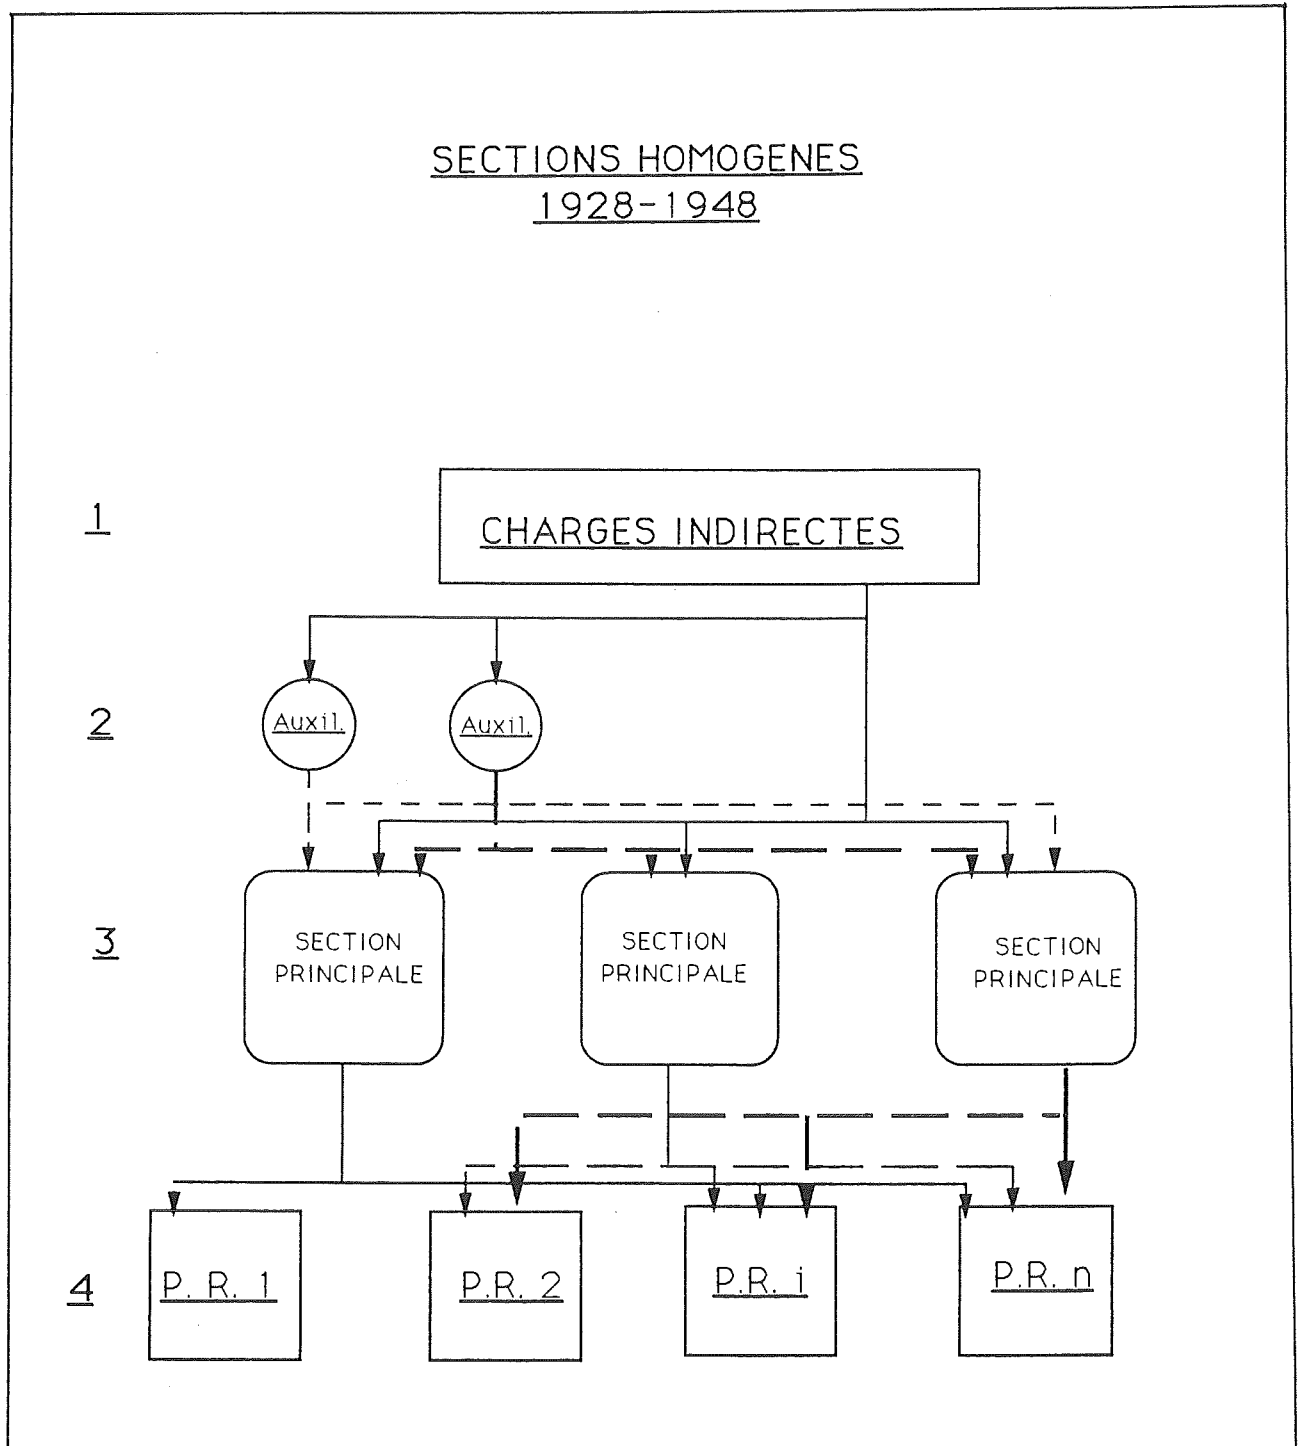 SECTIONS HOMOGENES
1928-1948
1
CHARGES INDIRECTES
2
Auxil.
Auxil.
3
SECTION
PRINCIPALE
SECTION
PRINCIPALE
SECTION
PRINCIPALE
4
P. R. 1
P.R. 2
P.R. i
P.R. n